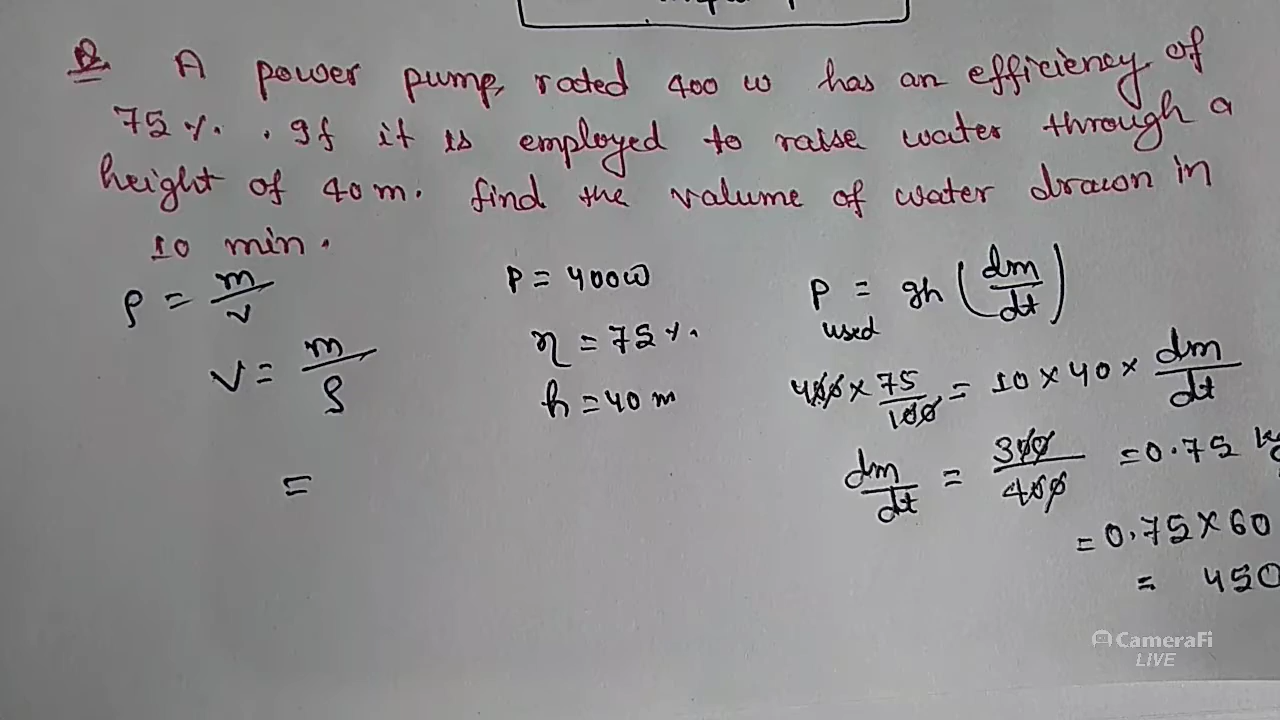 Q. A power pump, rated 400 w has an efficiency of
75 %. . If it is employed to raise water through a
height of 40 m. find the valume of water drawon in
10 min.
ρ = m/v
v = m/ρ
=
P = 400w
η = 75 %.
h = 40 m
P used = gh (dm/dt)
400 × 75/100 = 10 × 40 × dm/dt
dm/dt = 300/400 = 0.75
= 0.75 × 60
= 450
CameraFi
LIVE